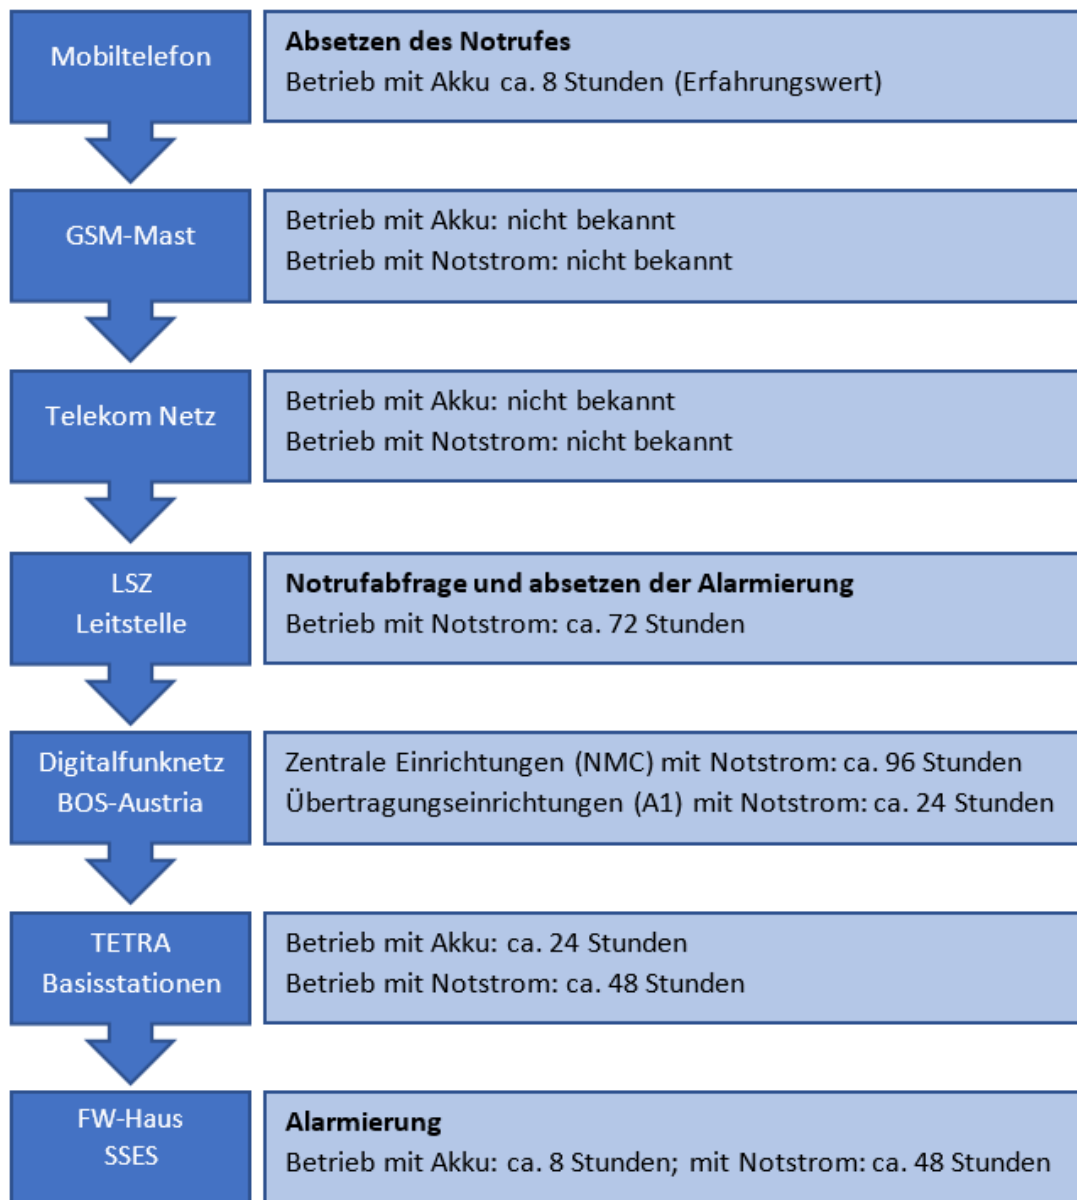 Mobiltelefon
Absetzen des Notrufes
Betrieb mit Akku ca. 8 Stunden (Erfahrungswert)
GSM-Mast
Betrieb mit Akku: nicht bekannt
Betrieb mit Notstrom: nicht bekannt
Telekom Netz
Betrieb mit Akku: nicht bekannt
Betrieb mit Notstrom: nicht bekannt
LSZ
Leitstelle
Notrufabfrage und absetzen der Alarmierung
Betrieb mit Notstrom: ca. 72 Stunden
Digitalfunknetz
BOS-Austria
Zentrale Einrichtungen (NMC) mit Notstrom: ca. 96 Stunden
Übertragungseinrichtungen (A1) mit Notstrom: ca. 24 Stunden
TETRA
Basisstationen
Betrieb mit Akku: ca. 24 Stunden
Betrieb mit Notstrom: ca. 48 Stunden
FW-Haus
SSES
Alarmierung
Betrieb mit Akku: ca. 8 Stunden; mit Notstrom: ca. 48 Stunden